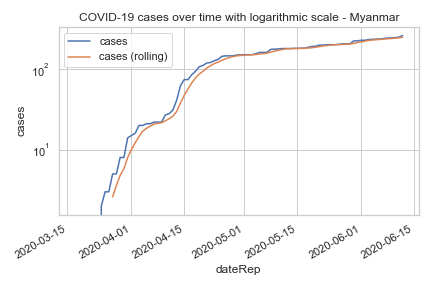 COVID-19 cases over time with logarithmic scale - Myanmar
cases
cases (rolling)
10²
10¹
cases
2020-03-15
2020-04-01
2020-04-15
2020-05-01
2020-05-15
2020-06-01
2020-06-15
dateRep